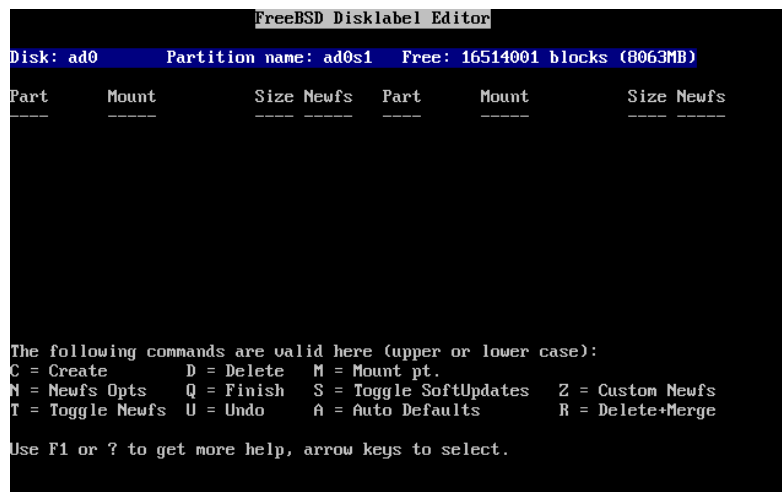 FreeBSD Disklabel Editor
Disk: ad0       Partition name: ad0s1   Free: 16514001 blocks (8063MB)
Part      Mount          Size Newfs   Part      Mount          Size Newfs
----      -----          ---- -----   ----      -----          ---- -----
The following commands are valid here (upper or lower case):
C = Create        D = Delete   M = Mount pt.
N = Newfs Opts    Q = Finish   S = Toggle SoftUpdates   Z = Custom Newfs
T = Toggle Newfs  U = Undo     A = Auto Defaults        R = Delete+Merge
Use F1 or ? to get more help, arrow keys to select.